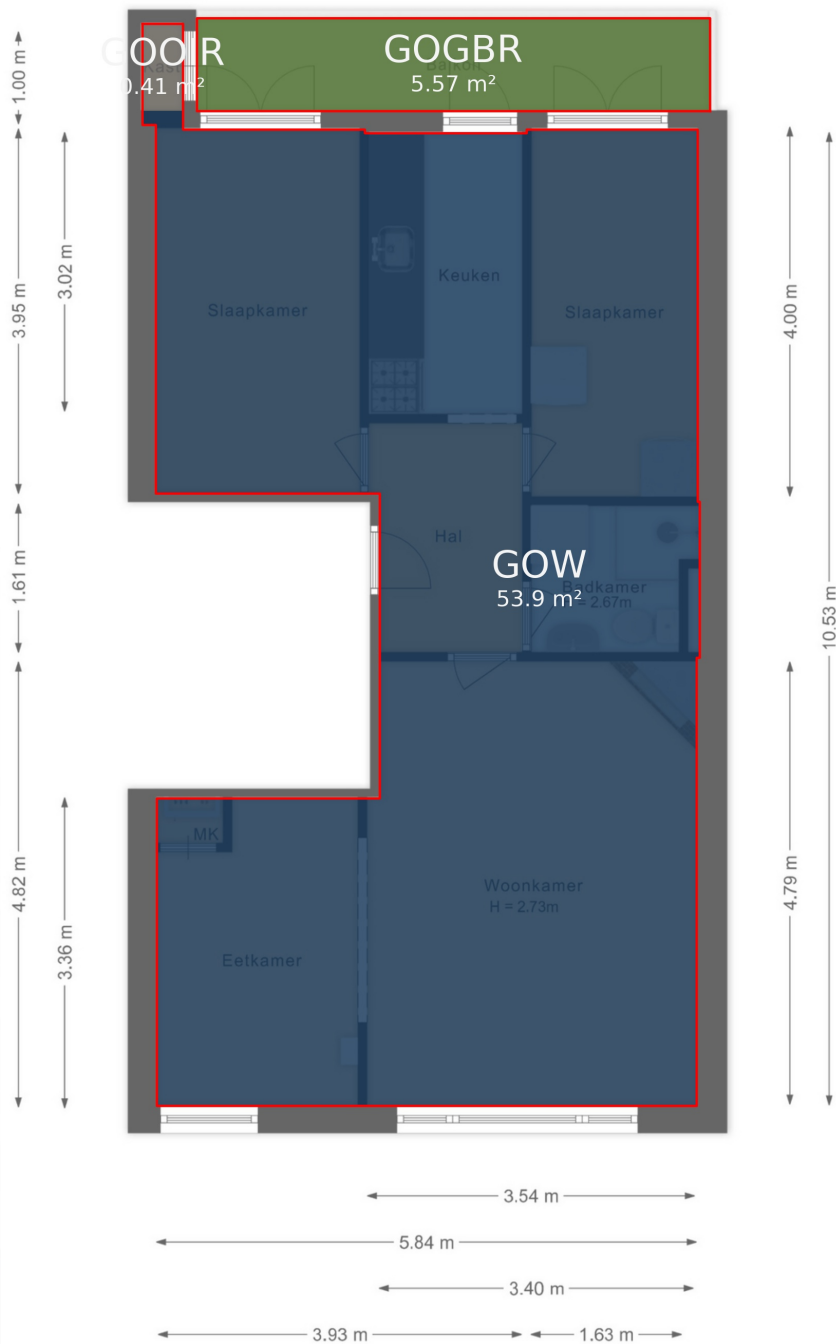 GOOIR
0.41 m²
GOGBR
5.57 m²
Balkon
1.00 m
3.02 m
3.95 m
4.00 m
Keuken
Slaapkamer
Slaapkamer
Hal
GOW
53.9 m²
Badkamer
= 2.67m
1.61 m
10.53 m
MK
Woonkamer
H = 2.73m
Eetkamer
4.82 m
3.36 m
4.79 m
3.54 m
5.84 m
3.40 m
3.93 m
1.63 m